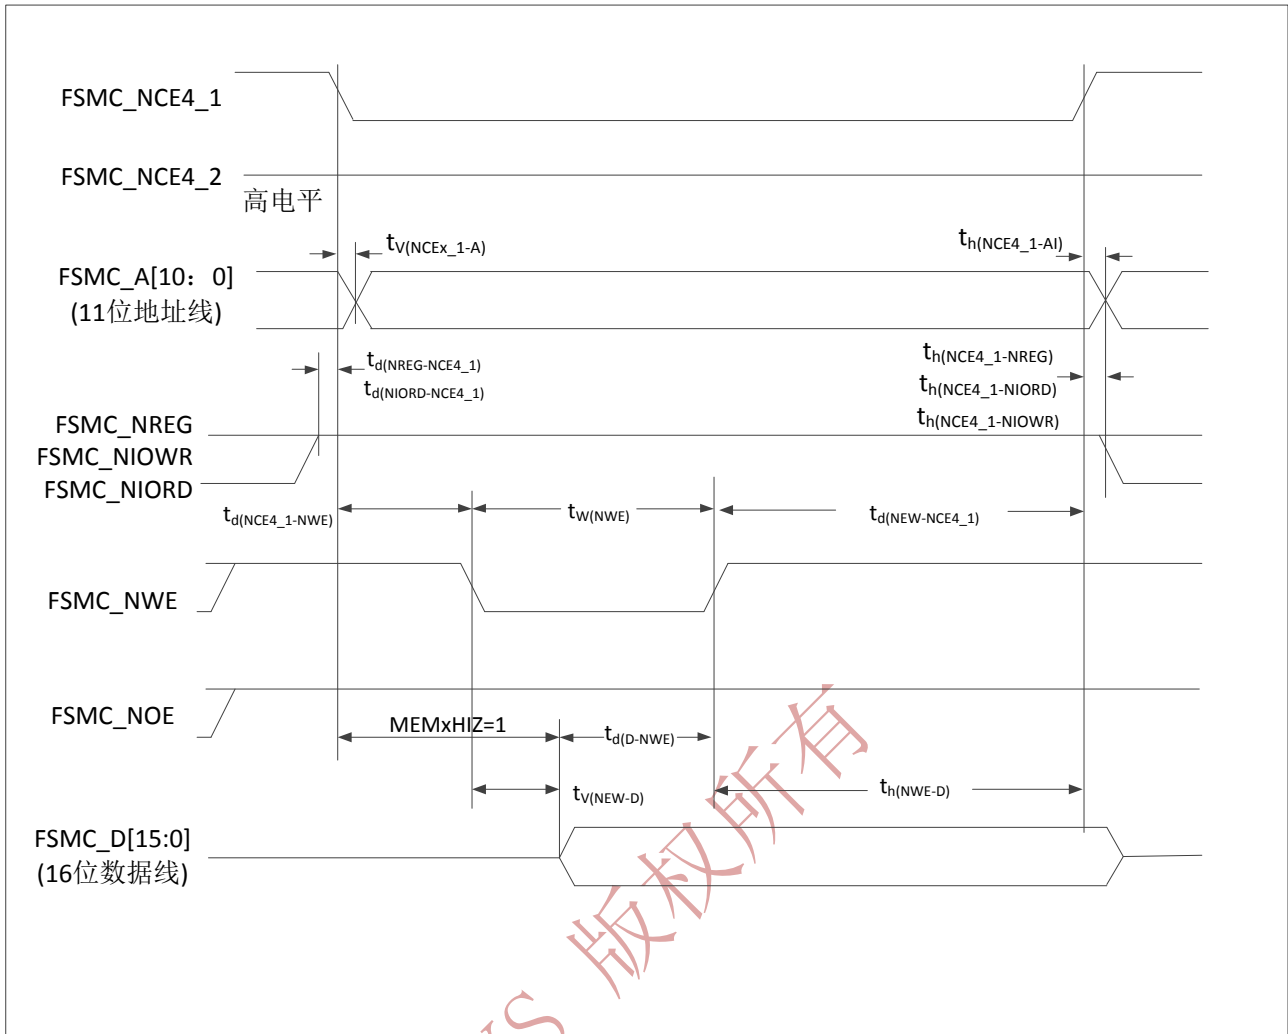 FSMC_NCE4_1
FSMC_NCE4_2
高电平
tV(NCEx_1-A)
th(NCE4_1-AI)
FSMC_A[10：0]
(11位地址线)
td(NREG-NCE4_1)
td(NIORD-NCE4_1)
th(NCE4_1-NREG)
th(NCE4_1-NIORD)
th(NCE4_1-NIOWR)
FSMC_NREG
FSMC_NIOWR
FSMC_NIORD
td(NCE4_1-NWE)
tW(NWE)
td(NEW-NCE4_1)
FSMC_NWE
FSMC_NOE
MEMxHIZ=1
td(D-NWE)
tV(NEW-D)
th(NWE-D)
FSMC_D[15:0]
(16位数据线)
版权所有